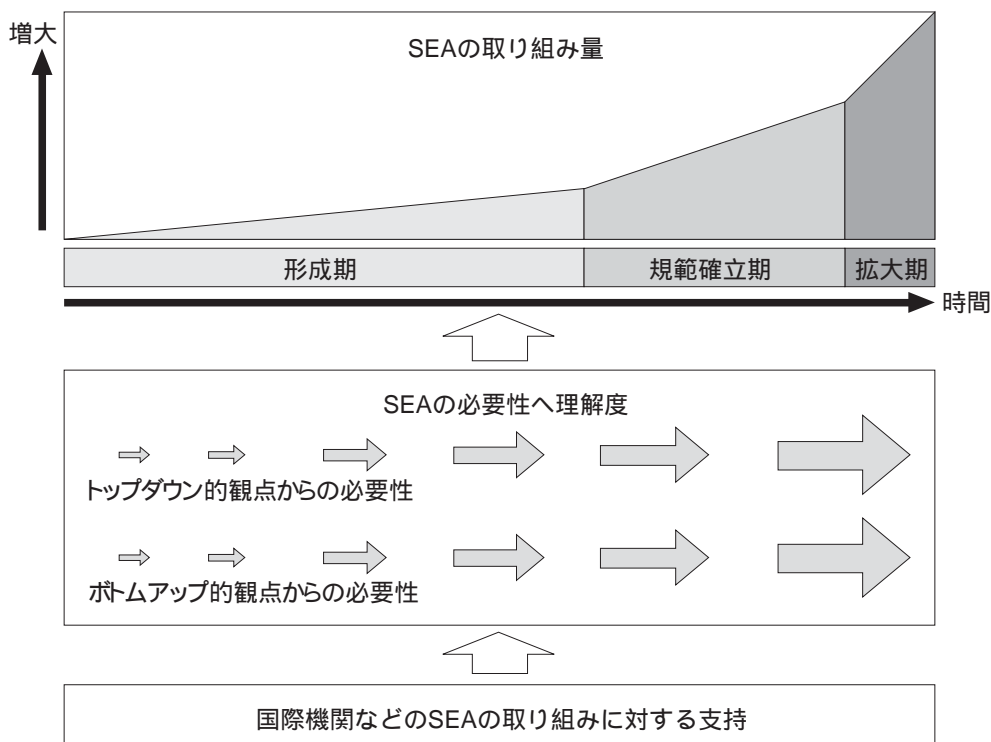 増大
SEAの取り組み量
形成期
規範確立期
拡大期
時間
SEAの必要性へ理解度
トップダウン的観点からの必要性
ボトムアップ的観点からの必要性
国際機関などのSEAの取り組みに対する支持